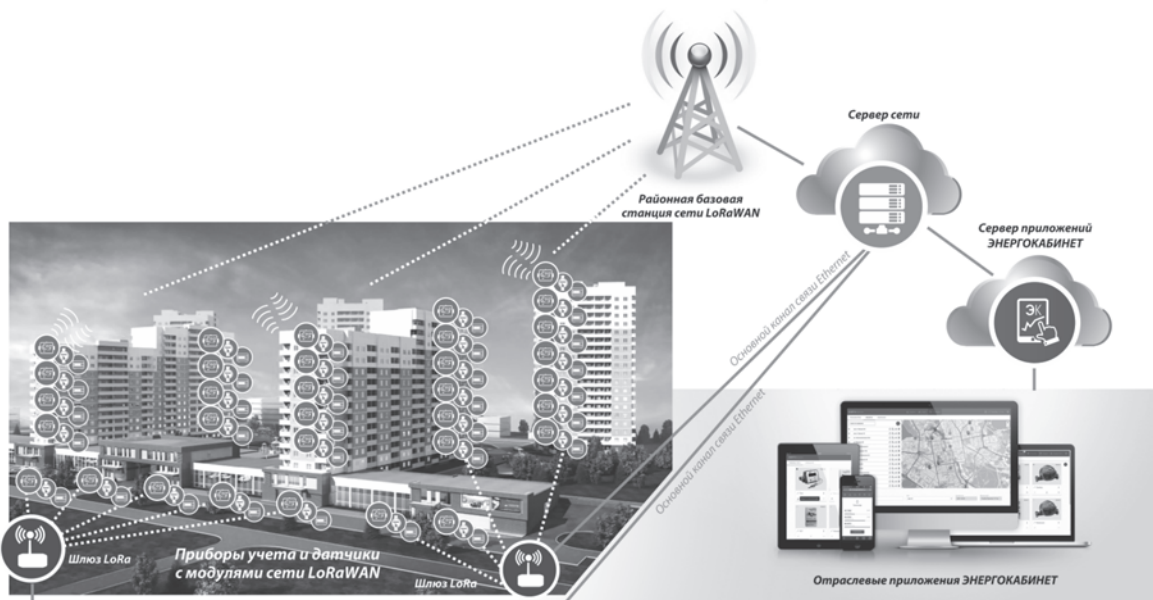 Сервер сети
Районная базовая
станция сети LoRaWAN
Сервер приложений
ЭНЕРГОКАБИНЕТ
ЭК
Основной канал связи Ethernet
Основной канал связи Ethernet
Шлюз LoRa
Приборы учета и датчики
с модулями сети LoRaWAN
Шлюз LoRa
Отраслевые приложения ЭНЕРГОКАБИНЕТ